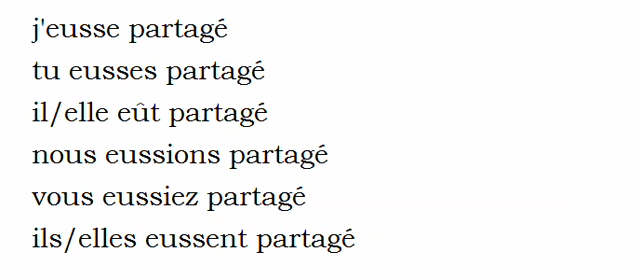 j'eusse partagé
tu eusses partagé
il/elle eût partagé
nous eussions partagé
vous eussiez partagé
ils/elles eussent partagé